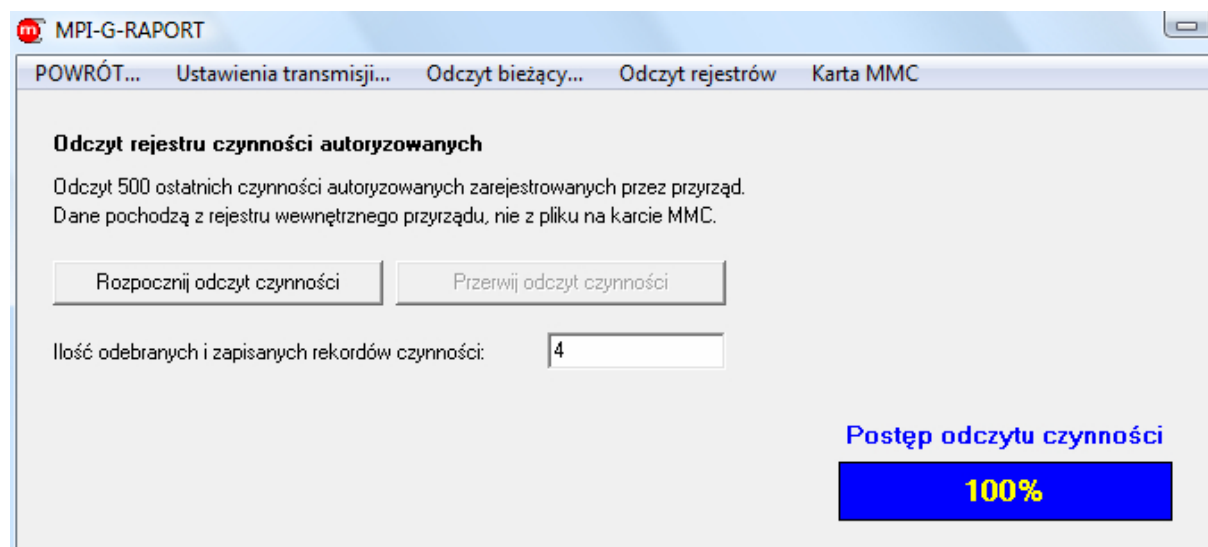 MPI-G-RAPORT
POWRÓT... Ustawienia transmisji... Odczyt bieżący... Odczyt rejestrów Karta MMC
Odczyt rejestru czynności autoryzowanych
Odczyt 500 ostatnich czynności autoryzowanych zarejestrowanych przez przyrząd.
Dane pochodzą z rejestru wewnętrznego przyrządu, nie z pliku na karcie MMC.
Rozpocznij odczyt czynności Przerwij odczyt czynności
Ilość odebranych i zapisanych rekordów czynności: 4
Postęp odczytu czynności
100%